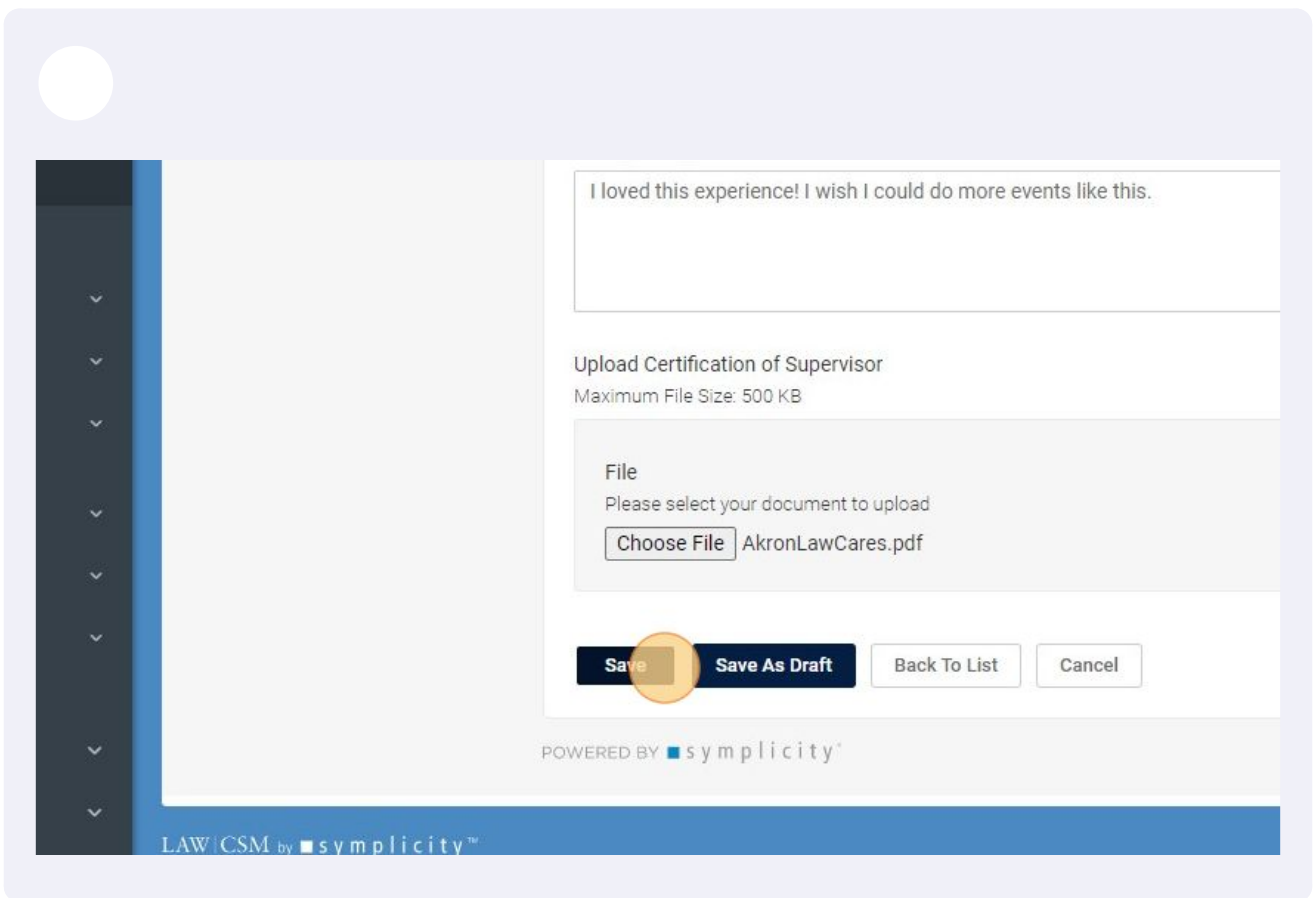 I loved this experience! I wish I could do more events like this.
Upload Certification of Supervisor
Maximum File Size: 500 KB
File
Please select your document to upload
Choose File AkronLawCares.pdf
Save Save As Draft Back To List Cancel
POWERED BY symplicity
LAW|CSM by symplicity™